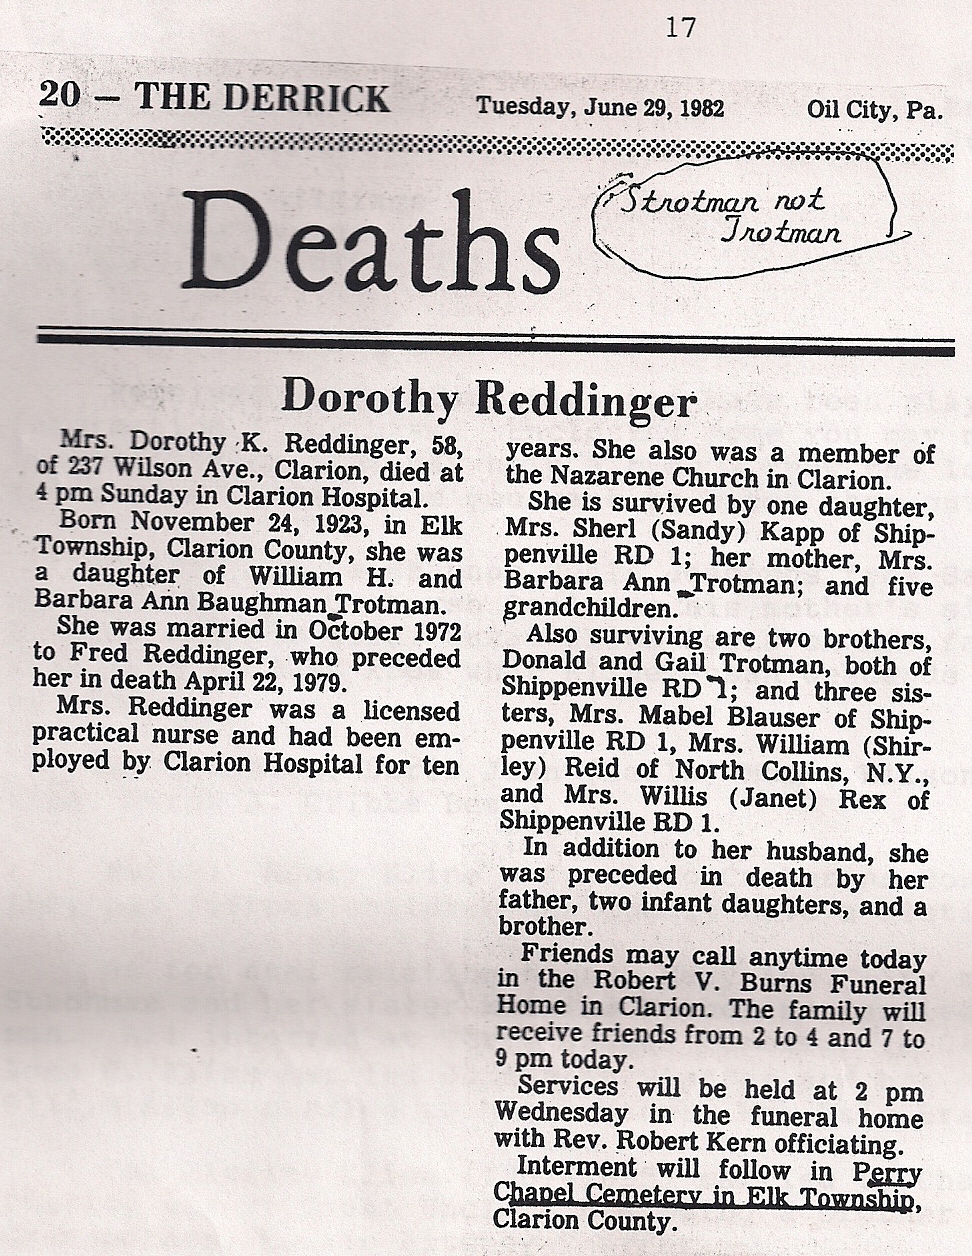 17
20 — THE DERRICK Tuesday, June 29, 1982 Oil City, Pa.
Deaths
Strotman not
Trotman
Dorothy Reddinger
Mrs. Dorothy K. Reddinger, 58,
of 237 Wilson Ave., Clarion, died at
4 pm Sunday in Clarion Hospital.
Born November 24, 1923, in Elk
Township, Clarion County, she was
a daughter of William H. and
Barbara Ann Baughman Trotman.
She was married in October 1972
to Fred Reddinger, who preceded
her in death April 22, 1979.
Mrs. Reddinger was a licensed
practical nurse and had been em-
ployed by Clarion Hospital for ten
years. She also was a member of
the Nazarene Church in Clarion.
She is survived by one daughter,
Mrs. Sherl (Sandy) Kapp of Ship-
penville RD 1; her mother, Mrs.
Barbara Ann Trotman; and five
grandchildren.
Also surviving are two brothers,
Donald and Gail Trotman, both of
Shippenville RD 1; and three sis-
ters, Mrs. Mabel Blauser of Ship-
penville RD 1, Mrs. William (Shir-
ley) Reid of North Collins, N.Y.,
and Mrs. Willis (Janet) Rex of
Shippenville RD 1.
In addition to her husband, she
was preceded in death by her
father, two infant daughters, and a
brother.
Friends may call anytime today
in the Robert V. Burns Funeral
Home in Clarion. The family will
receive friends from 2 to 4 and 7 to
9 pm today.
Services will be held at 2 pm
Wednesday in the funeral home
with Rev. Robert Kern officiating.
Interment will follow in Perry
Chapel Cemetery in Elk Township,
Clarion County.